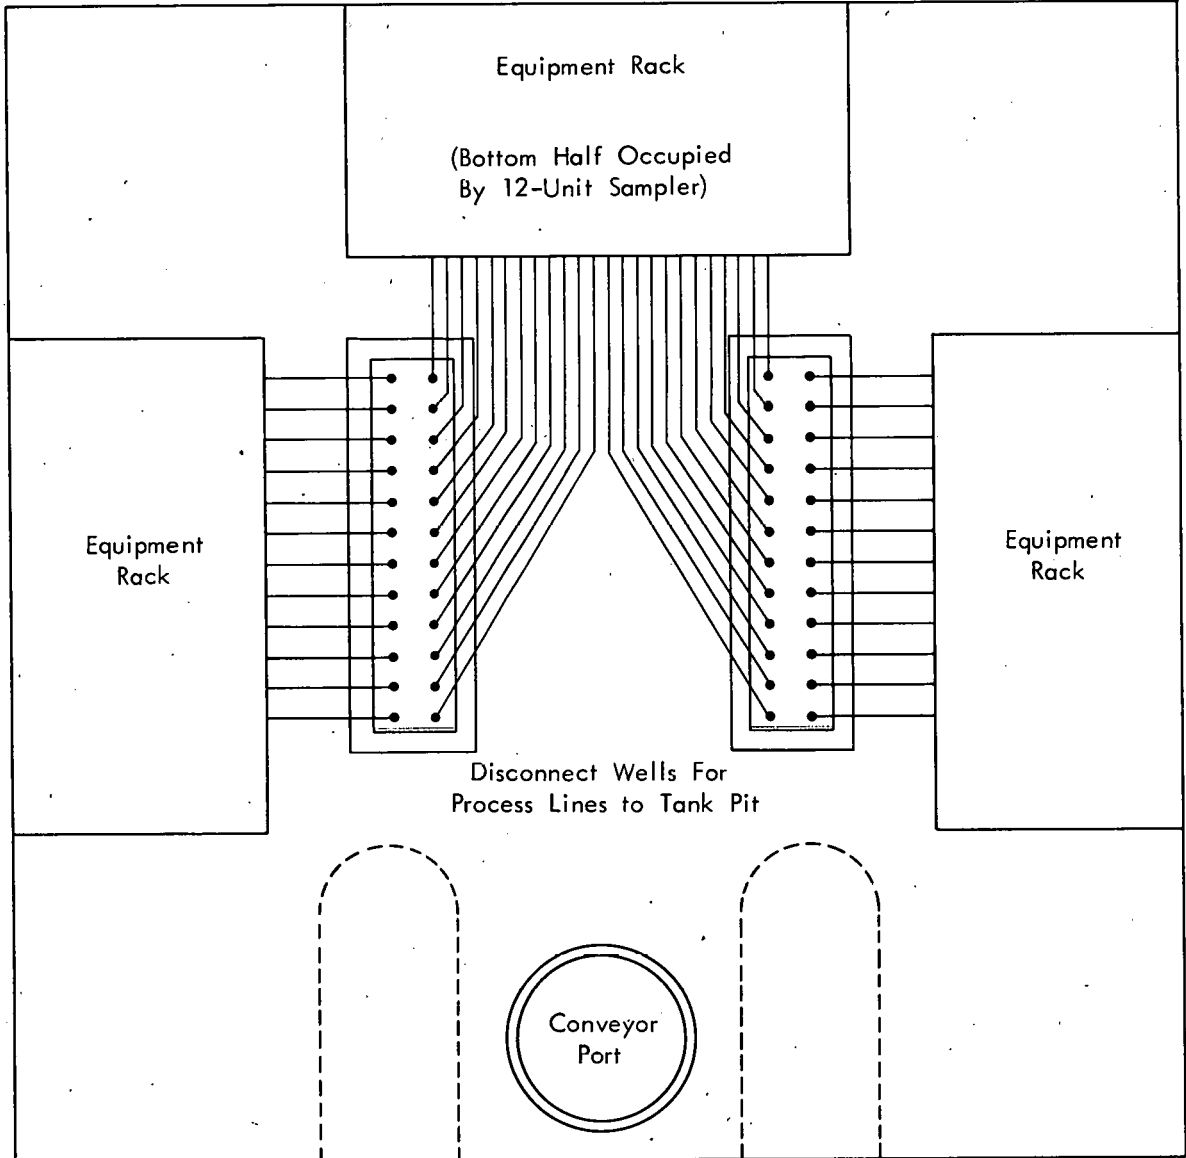 Equipment Rack
(Bottom Half Occupied
By 12-Unit Sampler)
Equipment
Rack
Equipment
Rack
Disconnect Wells For
Process Lines to Tank Pit
Conveyor
Port